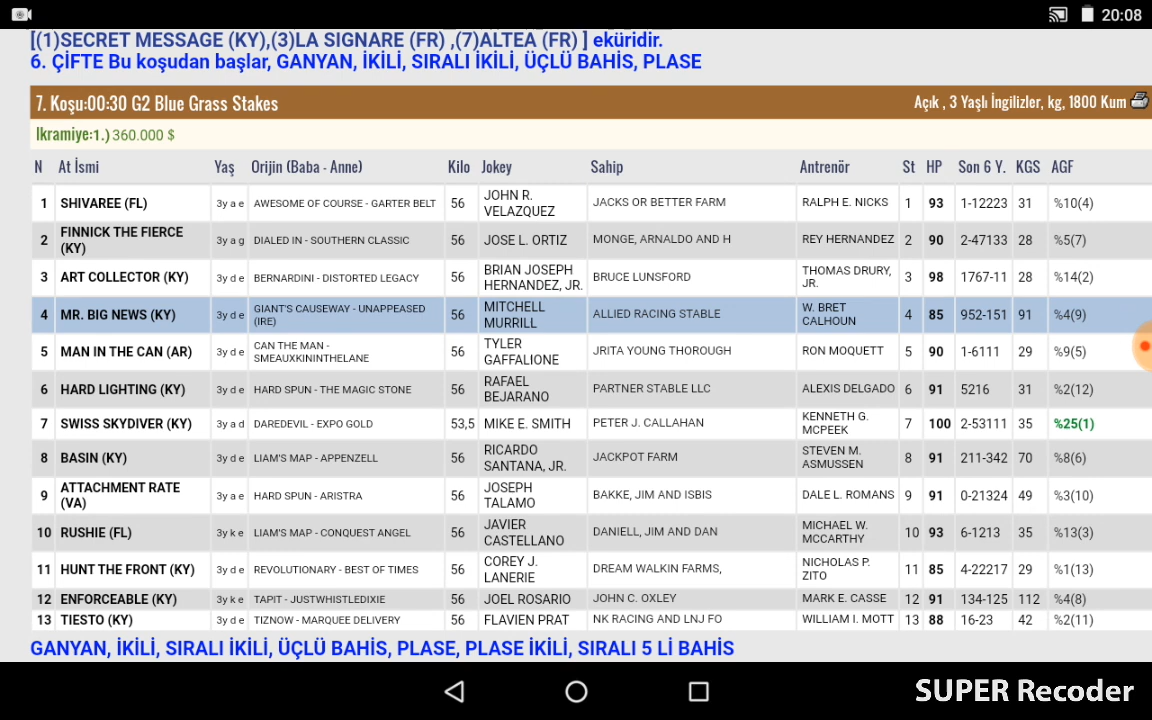 20:08
[(1)SECRET MESSAGE (KY),(3)LA SIGNARE (FR) ,(7)ALTEA (FR) ] eküridir.
6. ÇİFTE Bu koşudan başlar, GANYAN, İKİLİ, SIRALI İKİLİ, ÜÇLÜ BAHİS, PLASE
7. Koşu:00:30 G2 Blue Grass Stakes Açık , 3 Yaşlı İngilizler, kg, 1800 Kum
Ikramiye:1.) 360.000 $
N At İsmi Yaş Orijin (Baba - Anne) Kilo Jokey Sahip Antrenör St HP Son 6 Y. KGS AGF
1 SHIVAREE (FL) 3y a e AWESOME OF COURSE - GARTER BELT 56 JOHN R. VELAZQUEZ JACKS OR BETTER FARM RALPH E. NICKS 1 93 1-12223 31 %10(4)
2 FINNICK THE FIERCE (KY) 3y a g DIALED IN - SOUTHERN CLASSIC 56 JOSE L. ORTIZ MONGE, ARNALDO AND H REY HERNANDEZ 2 90 2-47133 28 %5(7)
3 ART COLLECTOR (KY) 3y d e BERNARDINI - DISTORTED LEGACY 56 BRIAN JOSEPH HERNANDEZ, JR. BRUCE LUNSFORD THOMAS DRURY, JR. 3 98 1767-11 28 %14(2)
4 MR. BIG NEWS (KY) 3y d e GIANT'S CAUSEWAY - UNAPPEASED (IRE) 56 MITCHELL MURRILL ALLIED RACING STABLE W. BRET CALHOUN 4 85 952-151 91 %4(9)
5 MAN IN THE CAN (AR) 3y d e CAN THE MAN - SMEAUXKININTHELANE 56 TYLER GAFFALIONE JRITA YOUNG THOROUGH RON MOQUETT 5 90 1-6111 29 %9(5)
6 HARD LIGHTING (KY) 3y d e HARD SPUN - THE MAGIC STONE 56 RAFAEL BEJARANO PARTNER STABLE LLC ALEXIS DELGADO 6 91 5216 31 %2(12)
7 SWISS SKYDIVER (KY) 3y a d DAREDEVIL - EXPO GOLD 53,5 MIKE E. SMITH PETER J. CALLAHAN KENNETH G. MCPEEK 7 100 2-53111 35 %25(1)
8 BASIN (KY) 3y d e LIAM'S MAP - APPENZELL 56 RICARDO SANTANA, JR. JACKPOT FARM STEVEN M. ASMUSSEN 8 91 211-342 70 %8(6)
9 ATTACHMENT RATE (VA) 3y a e HARD SPUN - ARISTRA 56 JOSEPH TALAMO BAKKE, JIM AND ISBIS DALE L. ROMANS 9 91 0-21324 49 %3(10)
10 RUSHIE (FL) 3y k e LIAM'S MAP - CONQUEST ANGEL 56 JAVIER CASTELLANO DANIELL, JIM AND DAN MICHAEL W. MCCARTHY 10 93 6-1213 35 %13(3)
11 HUNT THE FRONT (KY) 3y d e REVOLUTIONARY - BEST OF TIMES 56 COREY J. LANERIE DREAM WALKIN FARMS, NICHOLAS P. ZITO 11 85 4-22217 29 %1(13)
12 ENFORCEABLE (KY) 3y k e TAPIT - JUSTWHISTLEDIXIE 56 JOEL ROSARIO JOHN C. OXLEY MARK E. CASSE 12 91 134-125 112 %4(8)
13 TIESTO (KY) 3y d e TIZNOW - MARQUEE DELIVERY 56 FLAVIEN PRAT NK RACING AND LNJ FO WILLIAM I. MOTT 13 88 16-23 42 %2(11)
GANYAN, İKİLİ, SIRALI İKİLİ, ÜÇLÜ BAHİS, PLASE, PLASE İKİLİ, SIRALI 5 Lİ BAHİS
SUPER Recoder